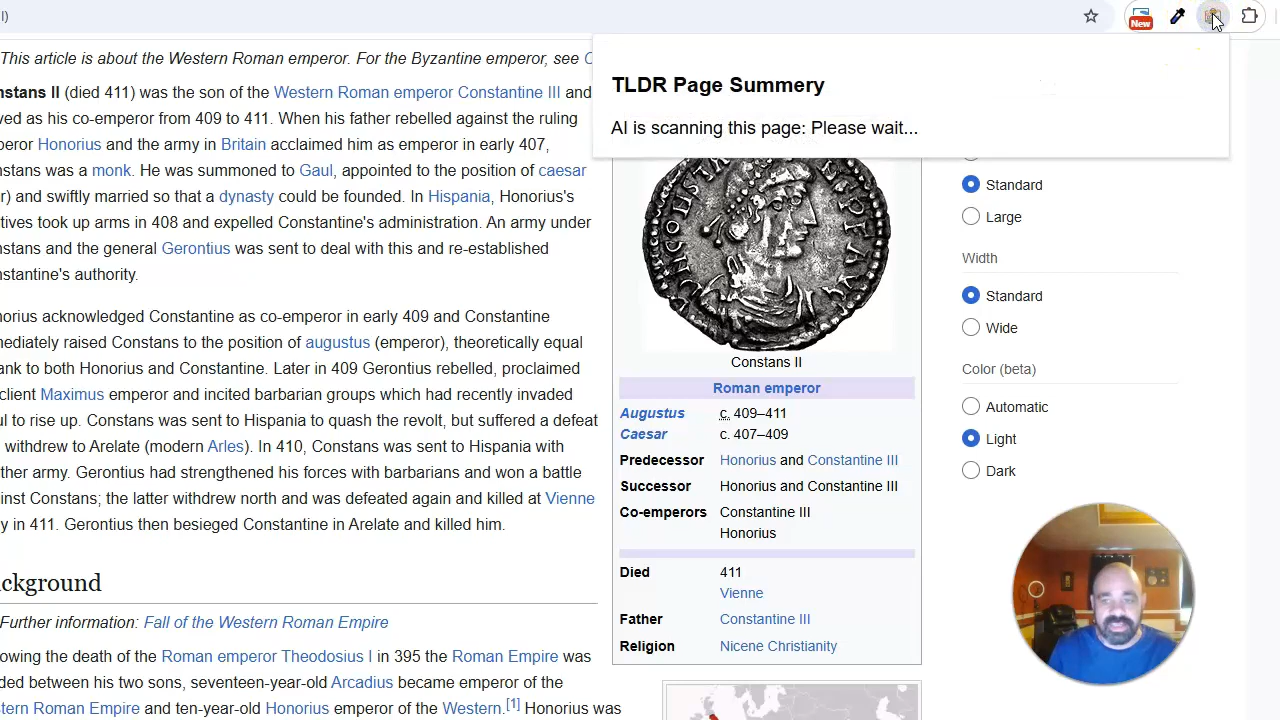 l)
New
TLDR Page Summery
AI is scanning this page: Please wait...
This article is about the Western Roman emperor. For the Byzantine emperor, see
nstans II (died 411) was the son of the Western Roman emperor Constantine III and
ved as his co-emperor from 409 to 411. When his father rebelled against the ruling
peror Honorius and the army in Britain acclaimed him as emperor in early 407,
nstans was a monk. He was summoned to Gaul, appointed to the position of caesar
r) and swiftly married so that a dynasty could be founded. In Hispania, Honorius's
tives took up arms in 408 and expelled Constantine's administration. An army under
nstans and the general Gerontius was sent to deal with this and re-established
nstantine's authority.
norius acknowledged Constantine as co-emperor in early 409 and Constantine
mediately raised Constans to the position of augustus (emperor), theoretically equal
ank to both Honorius and Constantine. Later in 409 Gerontius rebelled, proclaimed
client Maximus emperor and incited barbarian groups which had recently invaded
ul to rise up. Constans was sent to Hispania to quash the revolt, but suffered a defeat
withdrew to Arelate (modern Arles). In 410, Constans was sent to Hispania with
ther army. Gerontius had strengthened his forces with barbarians and won a battle
inst Constans; the latter withdrew north and was defeated again and killed at Vienne
y in 411. Gerontius then besieged Constantine in Arelate and killed him.
ckground
Further information: Fall of the Western Roman Empire
owing the death of the Roman emperor Theodosius I in 395 the Roman Empire was
ded between his two sons, seventeen-year-old Arcadius became emperor of the
stern Roman Empire and ten-year-old Honorius emperor of the Western.[1] Honorius was
Constans II
Roman emperor
Augustus c. 409–411
Caesar c. 407–409
Predecessor Honorius and Constantine III
Successor Honorius and Constantine III
Co-emperors Constantine III
Honorius
Died 411
Vienne
Father Constantine III
Religion Nicene Christianity
Standard
Large
Width
Standard
Wide
Color (beta)
Automatic
Light
Dark